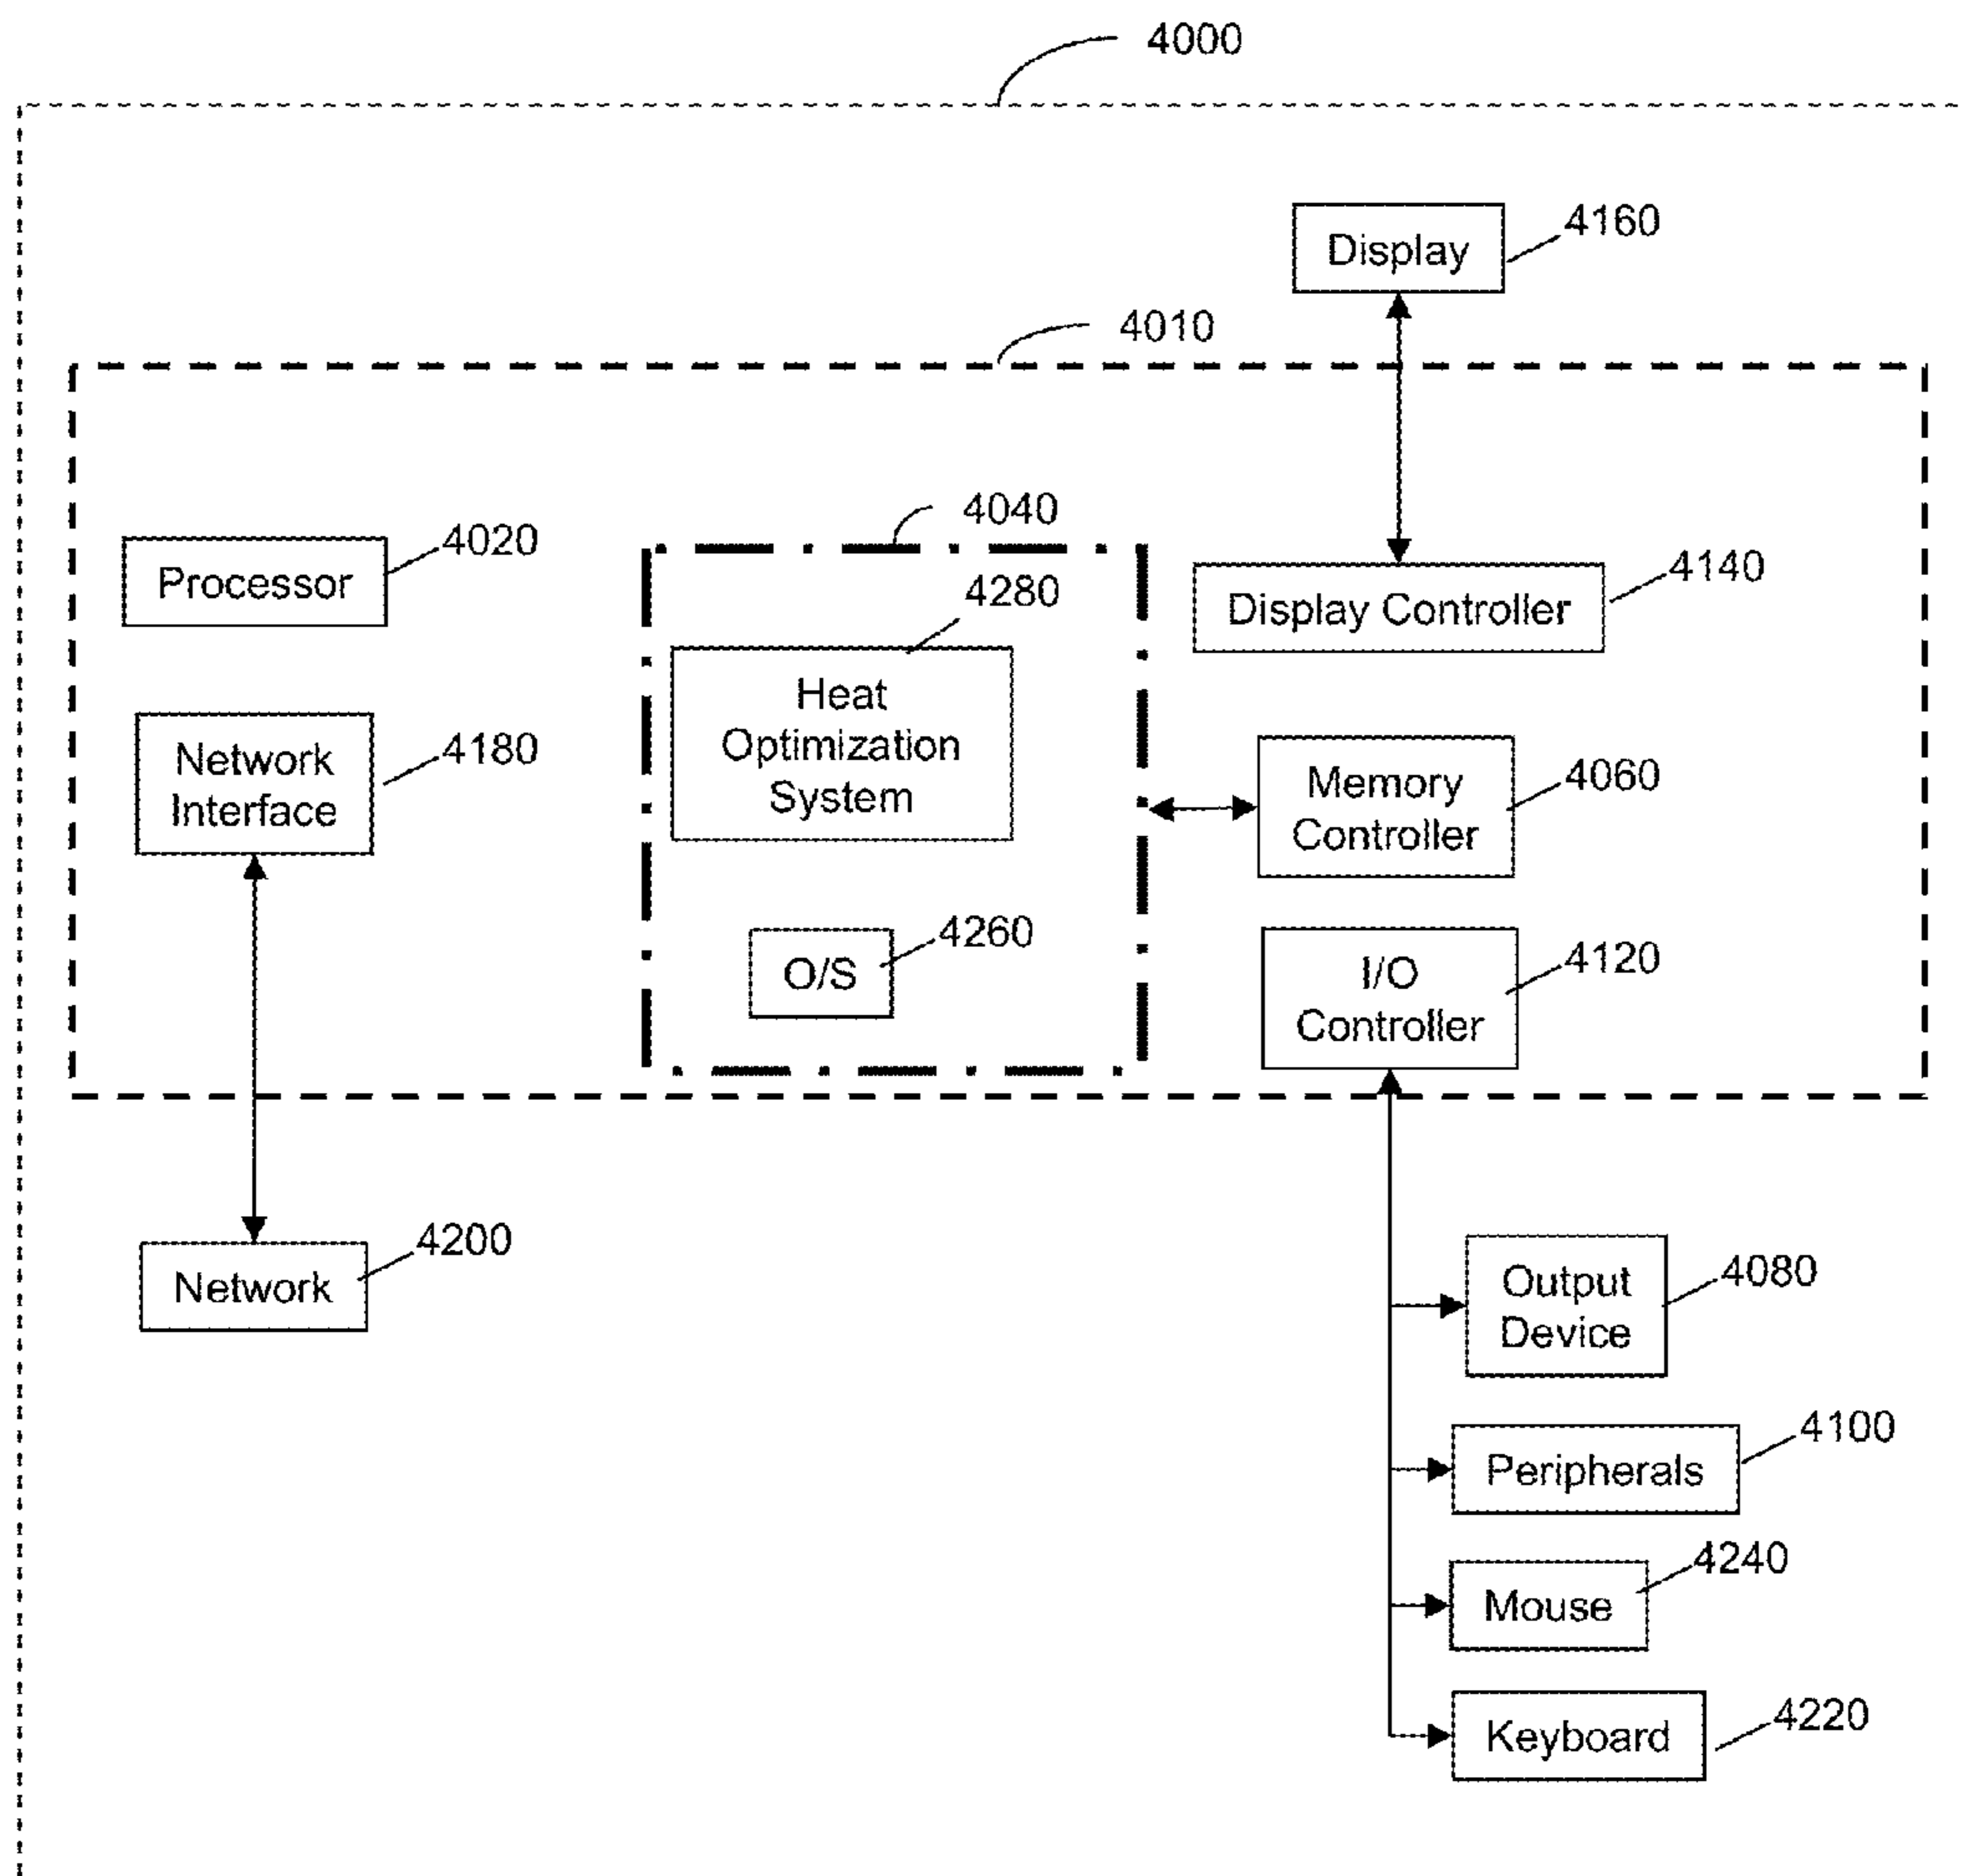 4000
Display
4160
4010
4040
4020
Processor
4280
4140
Display Controller
Heat
Optimization
System
Network
Interface
4180
Memory
Controller
4060
4260
O/S
I/O
Controller
4120
4200
Network
Output
Device
4080
4100
Peripherals
4240
Mouse
4220
Keyboard